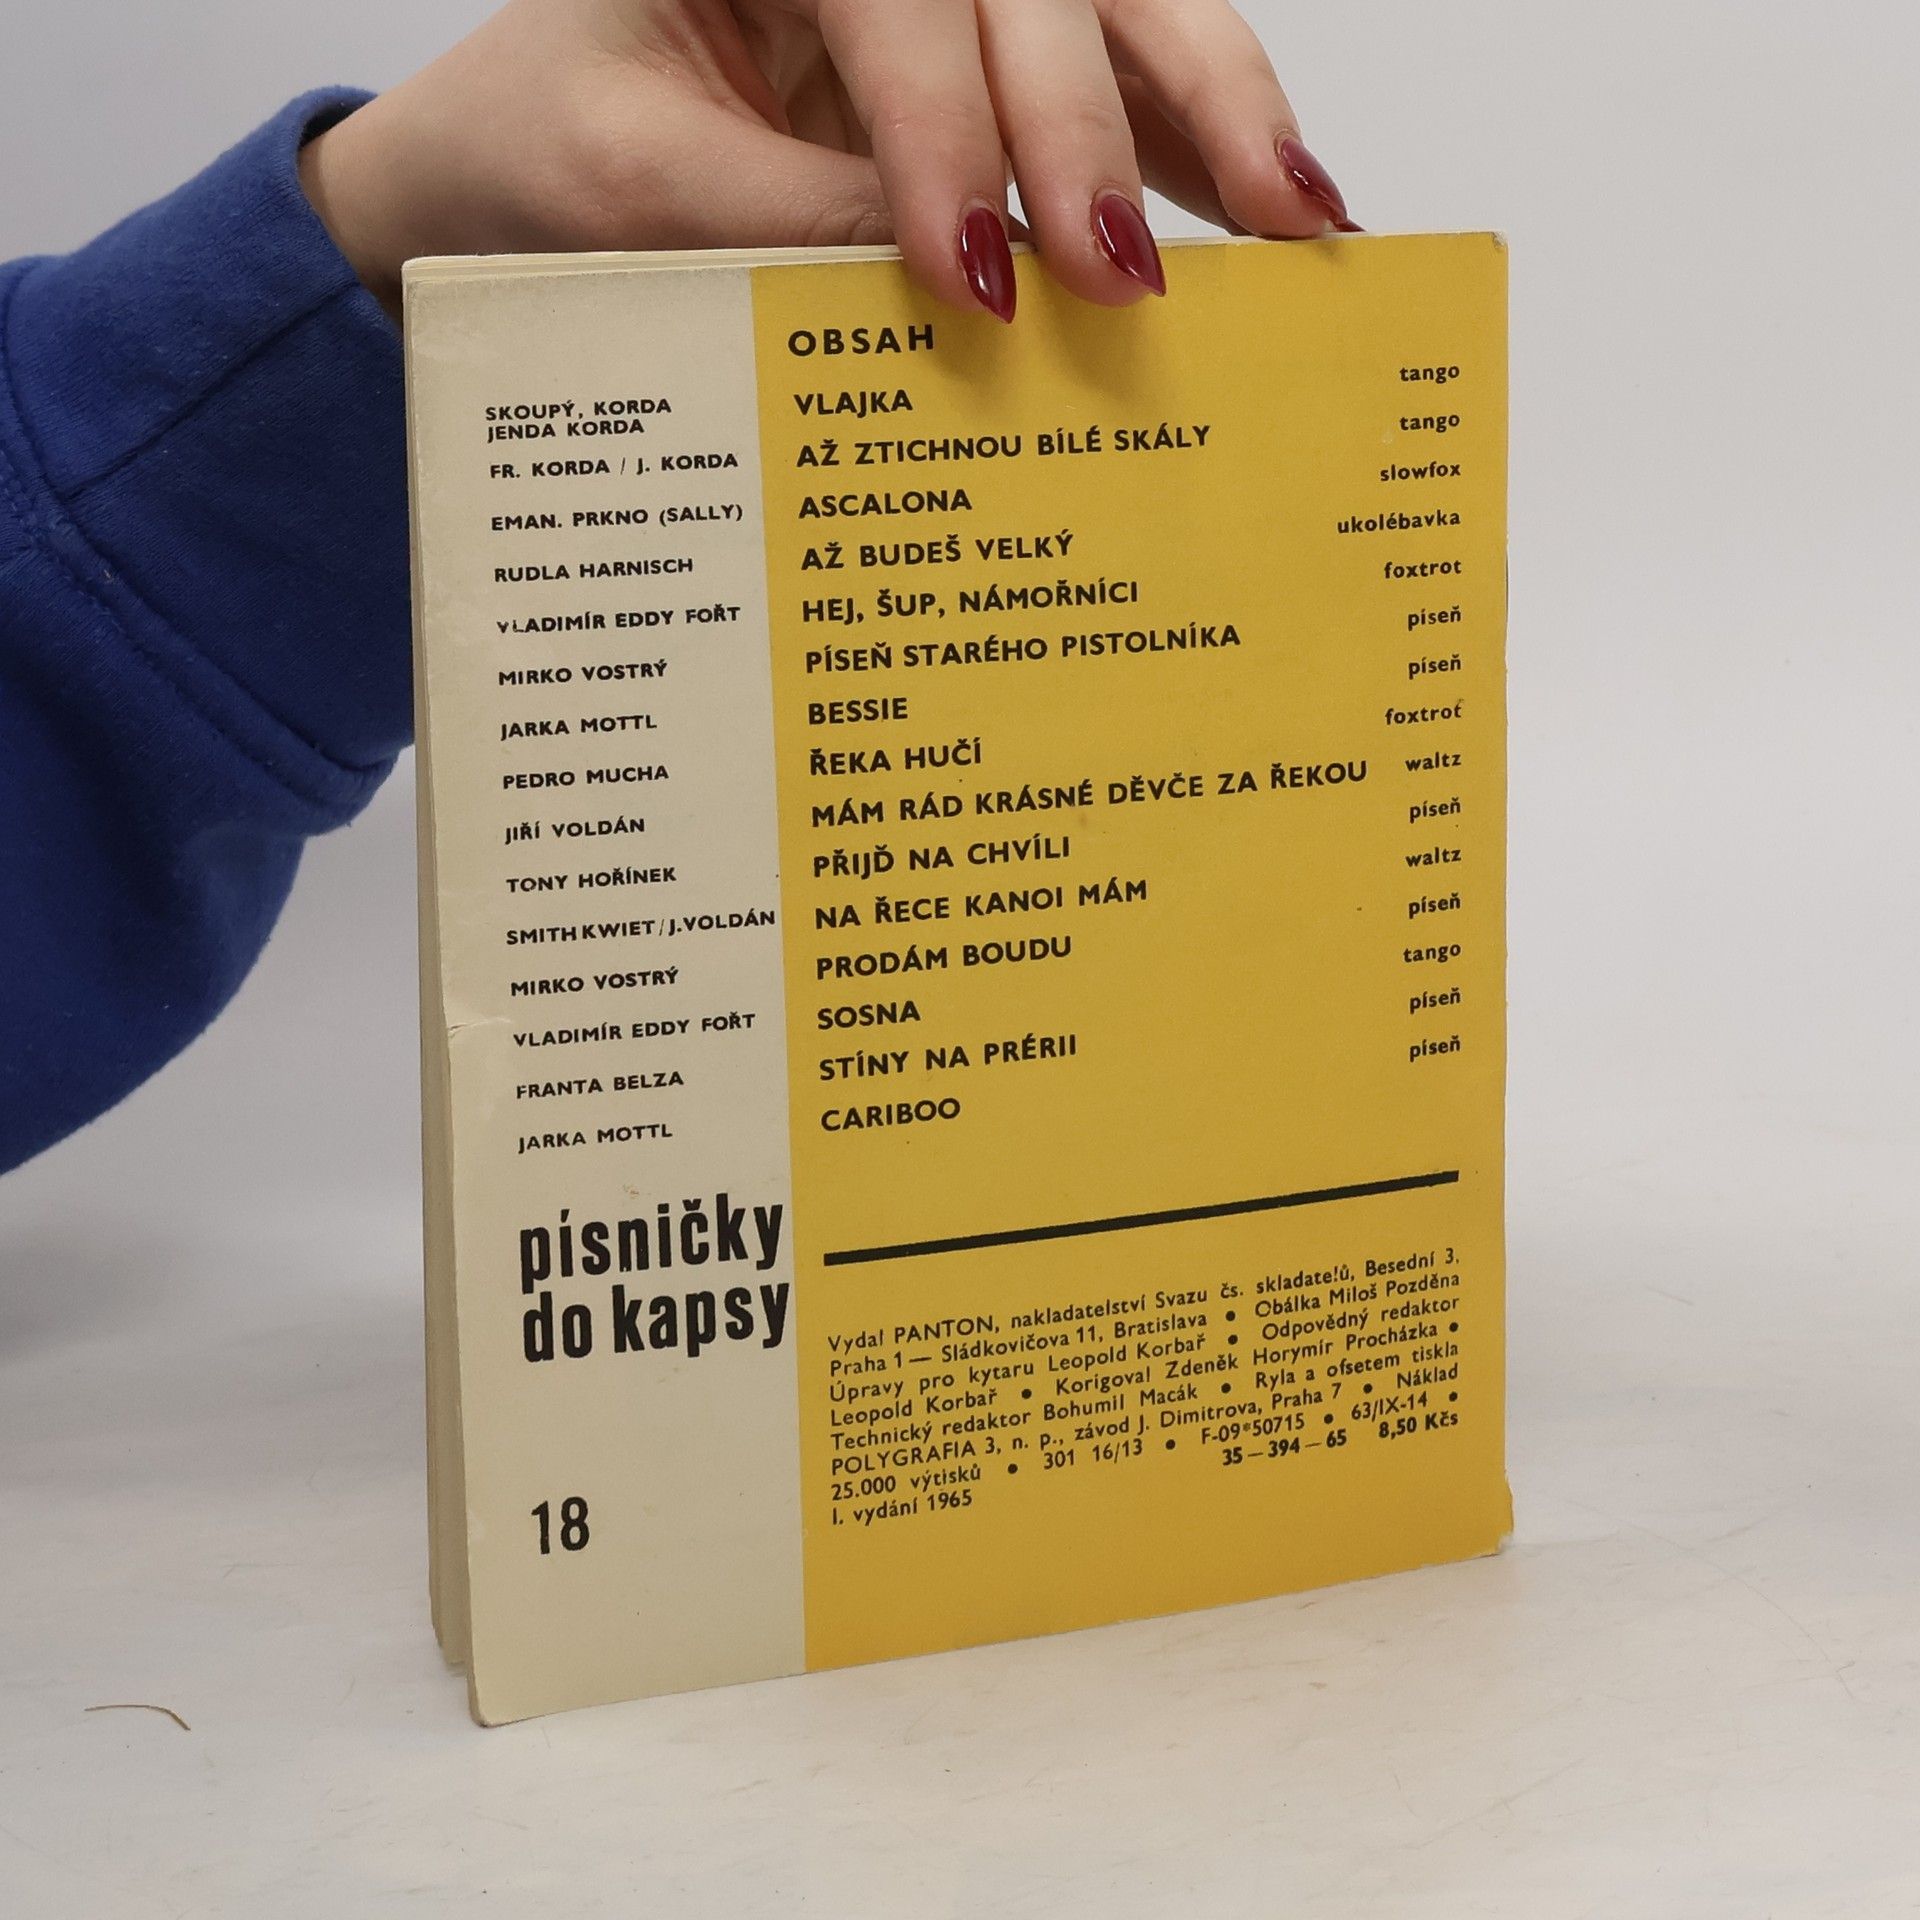 OBSAH
SKOUPÝ, KORDA
JENDA KORDA
VLAJKA
tango
FR. KORDA / J. KORDA
AŽ ZTICHNOU BÍLÉ SKÁLY
tango
EMAN. PRKNO (SALLY)
ASCALONA
slowfox
RUDLA HARNISCH
AŽ BUDEŠ VELKÝ
ukolébavka
VLADIMÍR EDDY FOŘT
HEJ, ŠUP, NÁMOŘNÍCI
foxtrot
MIRKO VOSTRÝ
PÍSEŇ STARÉHO PISTOLNÍKA
píseň
JARKA MOTTL
BESSIE
píseň
PEDRO MUCHA
ŘEKA HUČÍ
foxtrot
JIŘÍ VOLDÁN
MÁM RÁD KRÁSNÉ DĚVČE ZA ŘEKOU
waltz
TONY HOŘÍNEK
PŘIJĎ NA CHVÍLI
píseň
SMITH KWIET / J. VOLDÁN
NA ŘECE KANOI MÁM
waltz
MIRKO VOSTRÝ
PRODÁM BOUDU
píseň
VLADIMÍR EDDY FOŘT
SOSNA
tango
FRANTA BELZA
STÍNY NA PRÉRII
píseň
JARKA MOTTL
CARIBOO
píseň
písničky
do kapsy
18
Vydal PANTON, nakladatelství Svazu čs. skladatelů, Besední 3,
Praha 1 — Sládkovičova 11, Bratislava • Obálka Miloš Pozděna
Úpravy pro kytaru Leopold Korbař • Odpovědný redaktor
Leopold Korbař • Korigoval Zdeněk Horymír Procházka •
Technický redaktor Bohumil Macák • Ryla a ofsetem tiskla
POLYGRAFIA 3, n. p., závod J. Dimitrova, Praha 7 • Náklad
25.000 výtisků • 301 16/13 • F-09*50715 • 63/IX-14 •
I. vydání 1965 35—394—65 8,50 Kčs